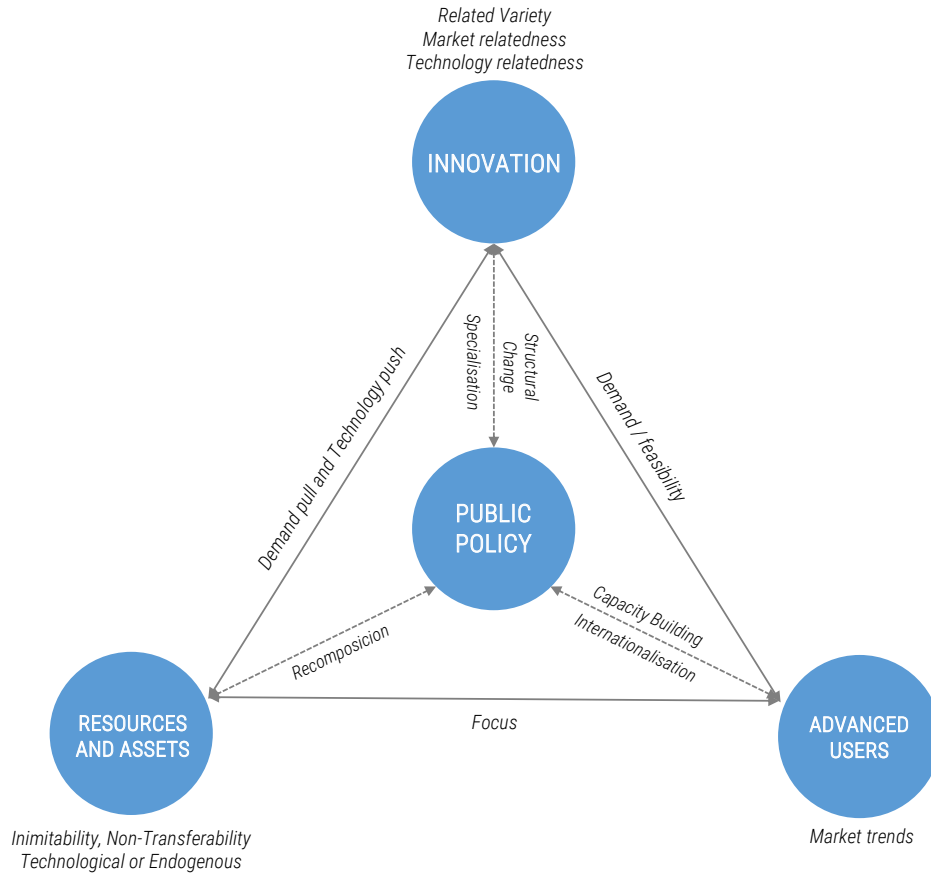 Related Variety
Market relatedness
Technology relatedness
INNOVATION
Demand pull and Technology push
Specialisation
Structural
Change
Demand / feasibility
PUBLIC
POLICY
Recomposicion
Capacity Building
Internationalisation
RESOURCES
AND ASSETS
Focus
ADVANCED
USERS
Inimitability, Non-Transferability
Technological or Endogenous
Market trends